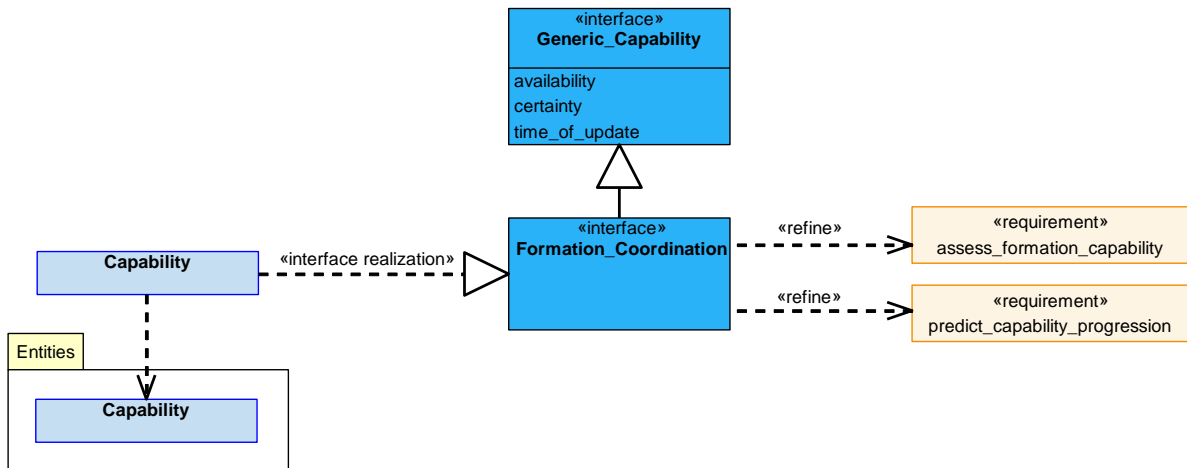 «interface»
Generic_Capability
availability
certainty
time_of_update
«interface»
Formation_Coordination
«refine»
«requirement»
assess_formation_capability
Capability
«interface realization»
«refine»
«requirement»
predict_capability_progression
Entities
Capability